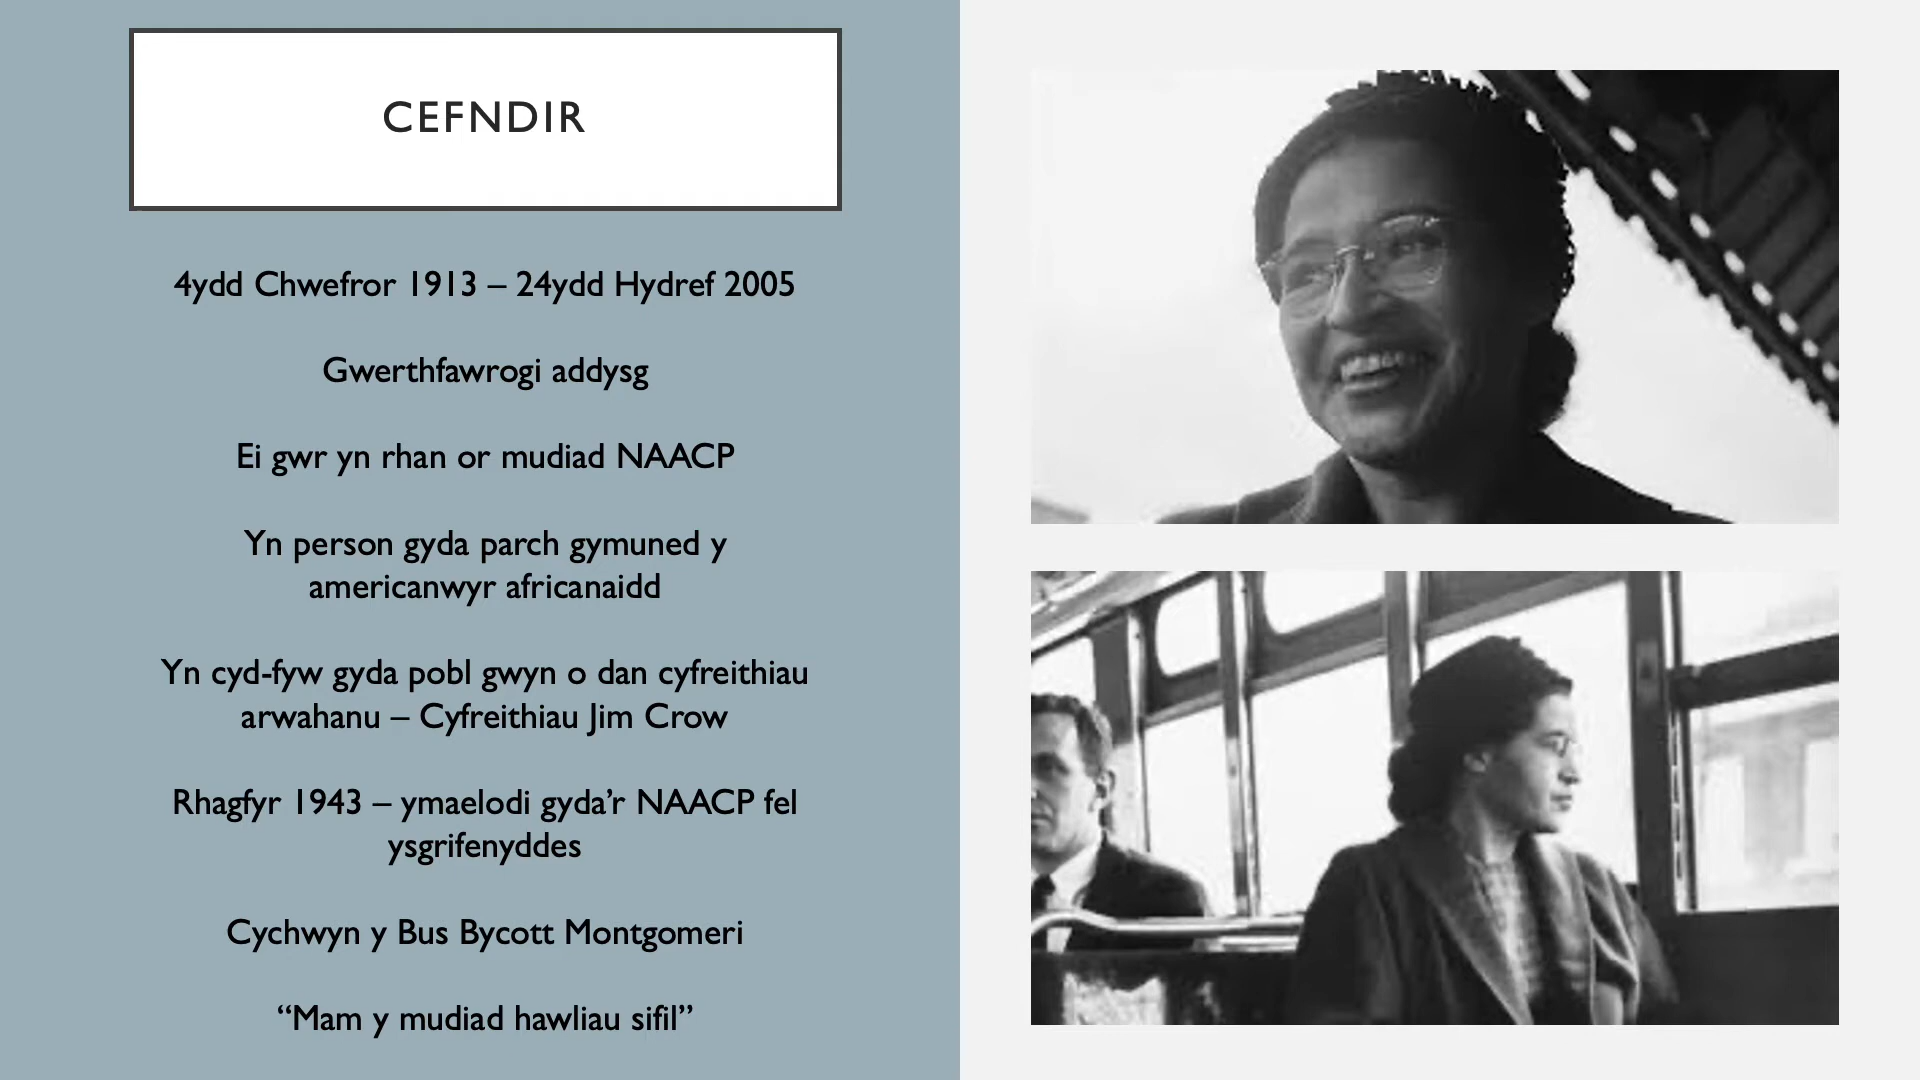 CEFNDIR
4ydd Chwefror 1913 – 24ydd Hydref 2005
Gwerthfawrogi addysg
Ei gwr yn rhan or mudiad NAACP
Yn person gyda parch gymuned y
americanwyr africanaidd
Yn cyd-fyw gyda pobl gwyn o dan cyfreithiau
arwahanu – Cyfreithiau Jim Crow
Rhagfyr 1943 – ymaelodi gyda’r NAACP fel
ysgrifenyddes
Cychwyn y Bus Bycott Montgomeri
“Mam y mudiad hawliau sifil”